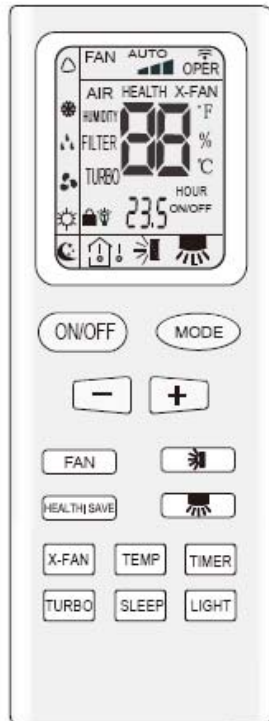 FAN AUTO OPER
AIR HEALTH X-FAN
HUMIDITY 88 °F
FILTER %
TURBO °C
HOUR
23.5 ON/OFF
ON/OFF MODE
- +
FAN
HEALTH|SAVE
X-FAN TEMP TIMER
TURBO SLEEP LIGHT